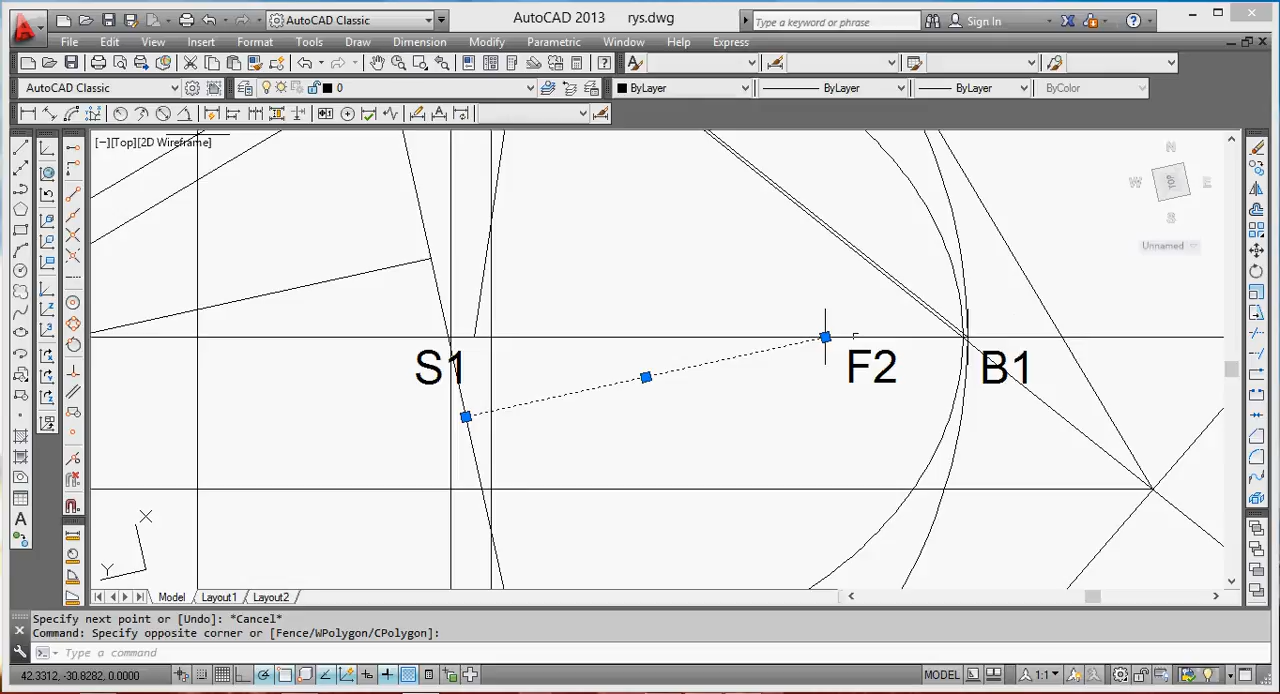 AutoCAD Classic
AutoCAD 2013 rys.dwg
Type a keyword or phrase
Sign In
File Edit View Insert Format Tools Draw Dimension Modify Parametric Window Help Express
AutoCAD Classic
0
ByLayer
ByLayer
ByLayer
ByColor
[−][Top][2D Wireframe]
N
W TOP E
S
Unnamed
S1
F2
B1
X
Y
Model Layout1 Layout2
Specify next point or [Undo]: *Cancel*
Command: Specify opposite corner or [Fence/WPolygon/CPolygon]:
Type a command
42.3312, -30.8282, 0.0000
MODEL
1:1